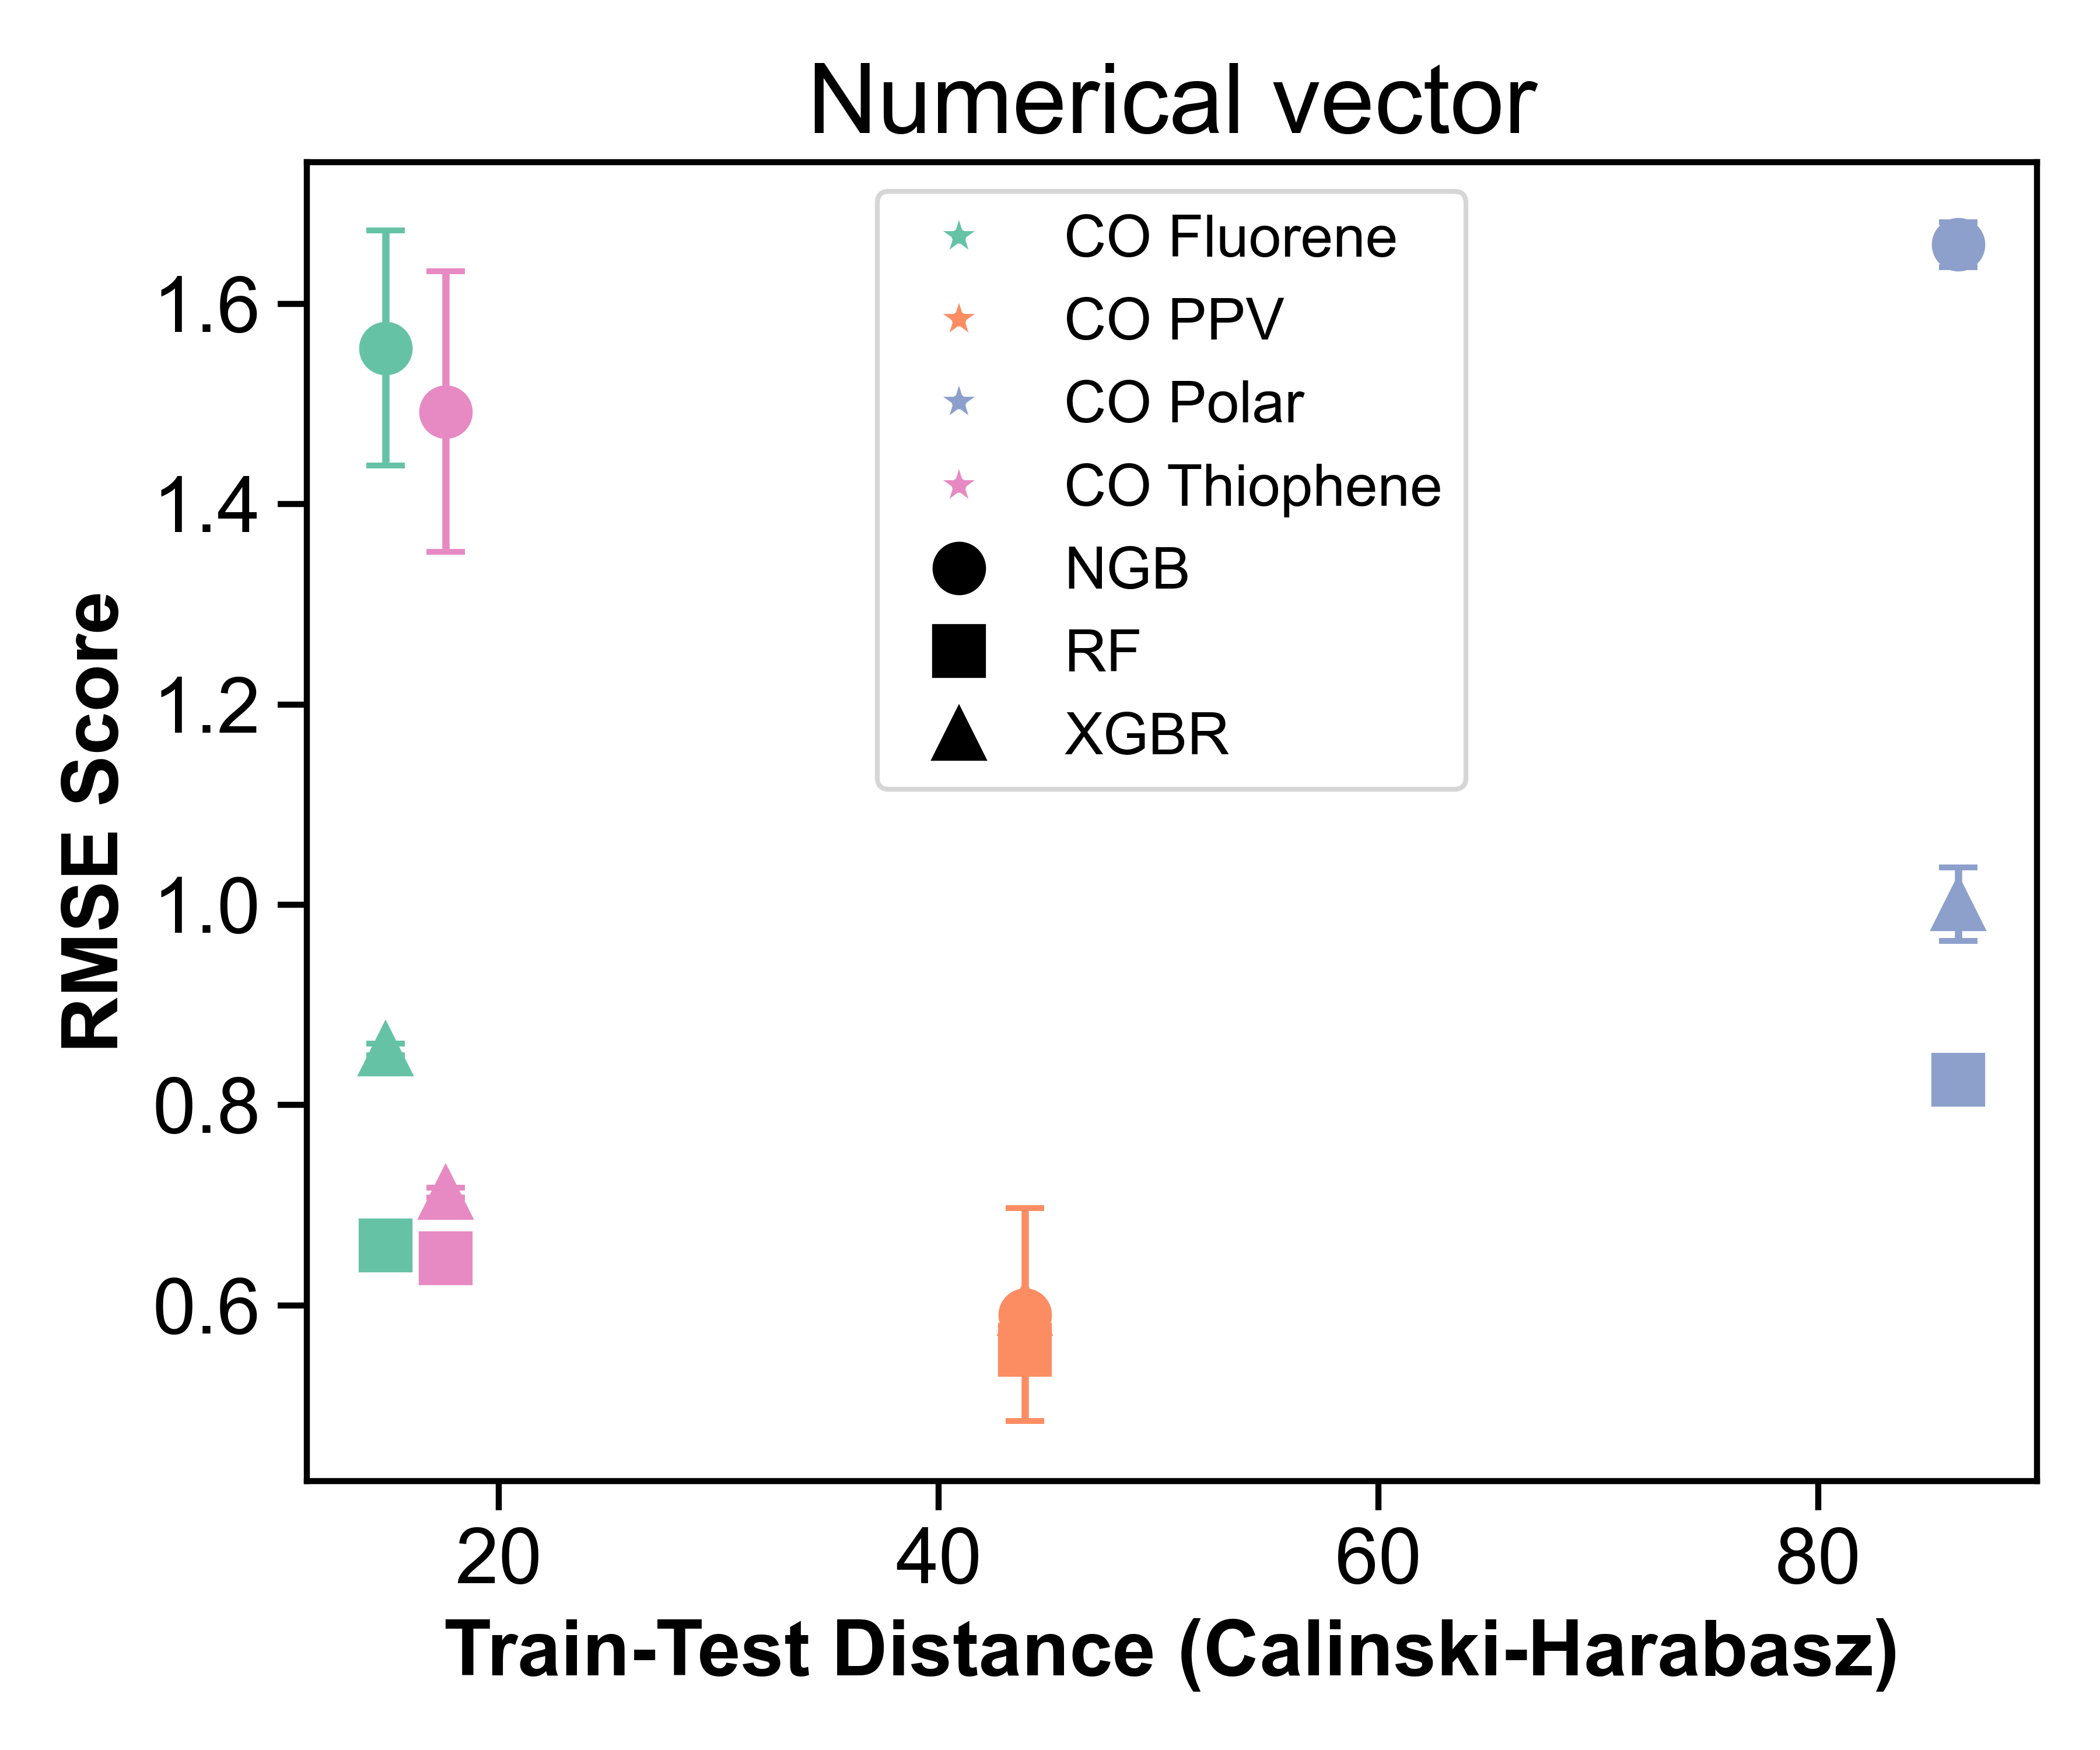 Numerical vector
CO Fluorene
CO PPV
CO Polar
CO Thiophene
NGB
RF
XGBR
RMSE Score
1.6
1.4
1.2
1.0
0.8
0.6
20 40 60 80
Train-Test Distance (Calinski-Harabasz)